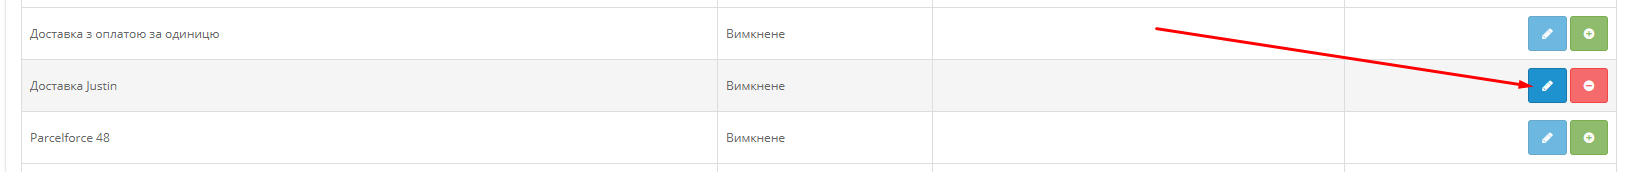 Доставка з оплатою за одиницю Вимкнене
Доставка Justin Вимкнене
Parcelforce 48 Вимкнене